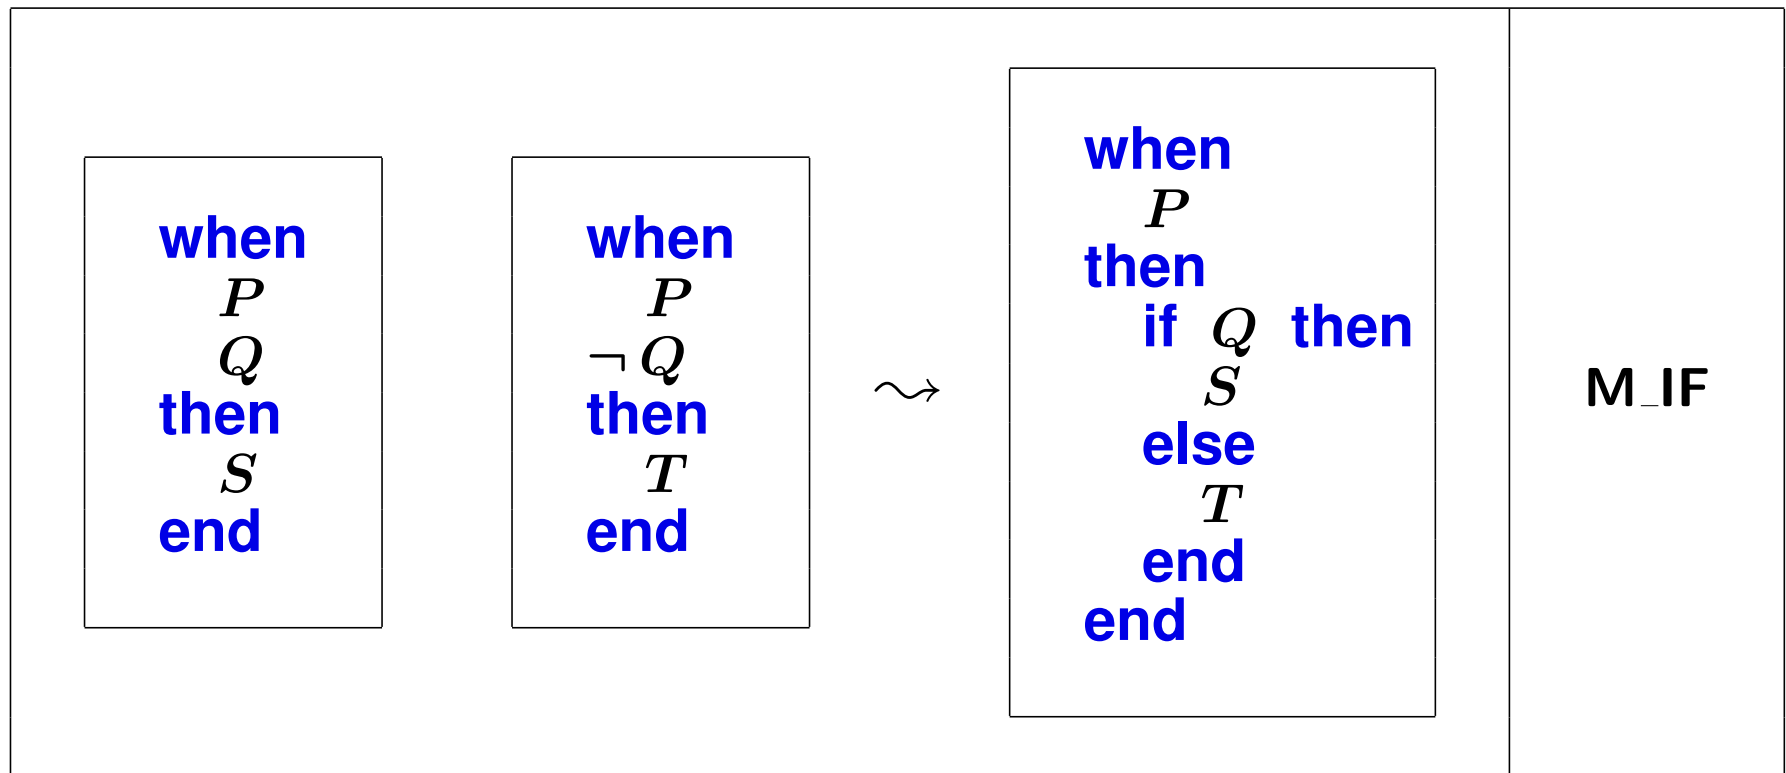 when
P
Q
then
S
end
when
P
¬ Q
then
T
end
⤳
when
P
then
if Q then
S
else
T
end
end
M_IF